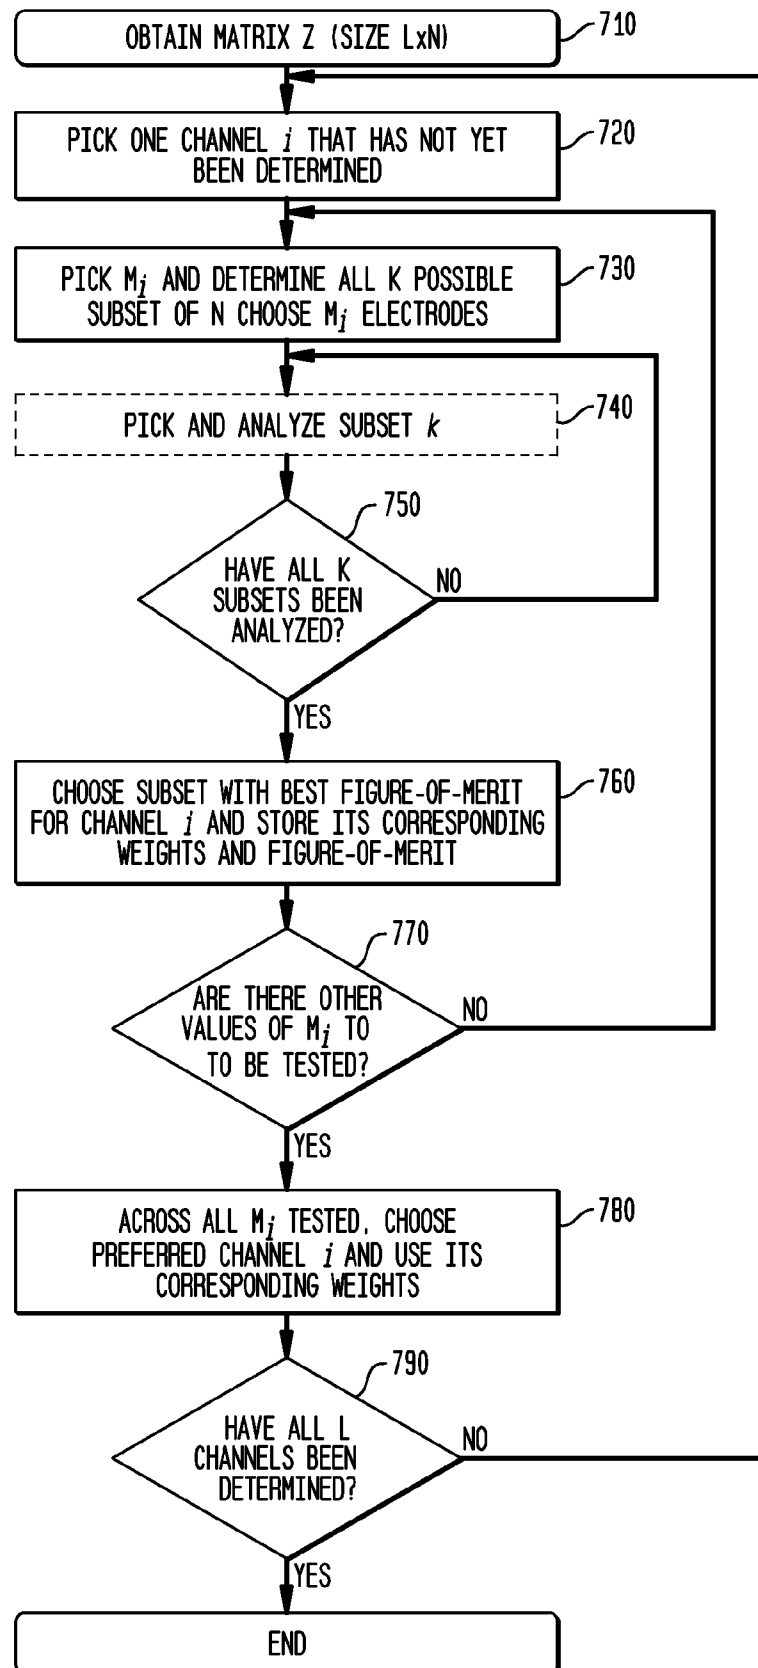 OBTAIN MATRIX Z (SIZE LxN)
710
PICK ONE CHANNEL i THAT HAS NOT YET
BEEN DETERMINED
720
PICK Mi AND DETERMINE ALL K POSSIBLE
SUBSET OF N CHOOSE Mi ELECTRODES
730
PICK AND ANALYZE SUBSET k
740
750
HAVE ALL K
SUBSETS BEEN
ANALYZED?
NO
YES
CHOOSE SUBSET WITH BEST FIGURE-OF-MERIT
FOR CHANNEL i AND STORE ITS CORRESPONDING
WEIGHTS AND FIGURE-OF-MERIT
760
770
ARE THERE OTHER
VALUES OF Mi TO
TO BE TESTED?
NO
YES
ACROSS ALL Mi TESTED, CHOOSE
PREFERRED CHANNEL i AND USE ITS
CORRESPONDING WEIGHTS
780
790
HAVE ALL L
CHANNELS BEEN
DETERMINED?
NO
YES
END